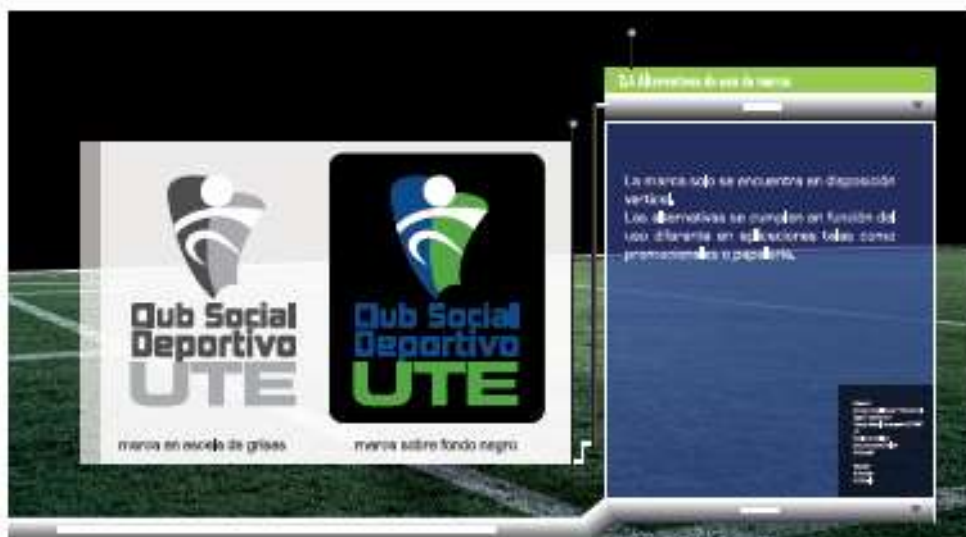 Alternativas de uso de marca
La marca solo se encuentra en disposición
vertical.
Las alternativas se cumplen en función del
uso diferente en aplicaciones tales como
promocionales o papelería.
Club Social
Deportivo
UTE
marca en escala de grises
Club Social
Deportivo
UTE
marca sobre fondo negro